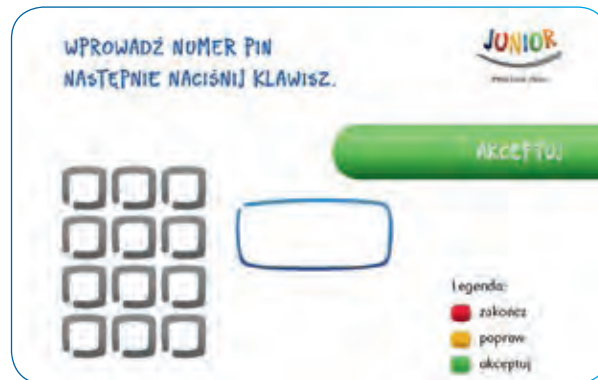 WPROWADŹ NUMER PIN
NASTĘPNIE NACIŚNIJ KLAWISZ.
JUNIOR
AKCEPTUJ
Legenda:
zakończ
popraw
akceptuj